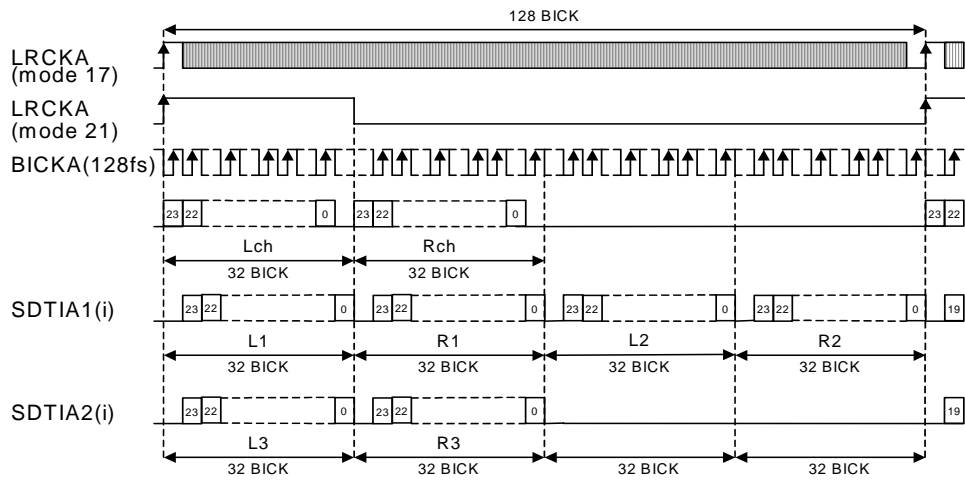 128 BICK
LRCKA
(mode 17)
LRCKA
(mode 21)
BICKA(128fs)
23 22 0 23 22 0 23 22
Lch Rch
32 BICK 32 BICK
SDTIA1(i) 23 22 0 23 22 0 23 22 0 23 22 0 19
L1 R1 L2 R2
32 BICK 32 BICK 32 BICK 32 BICK
SDTIA2(i) 23 22 0 23 22 0 19
L3 R3
32 BICK 32 BICK 32 BICK 32 BICK